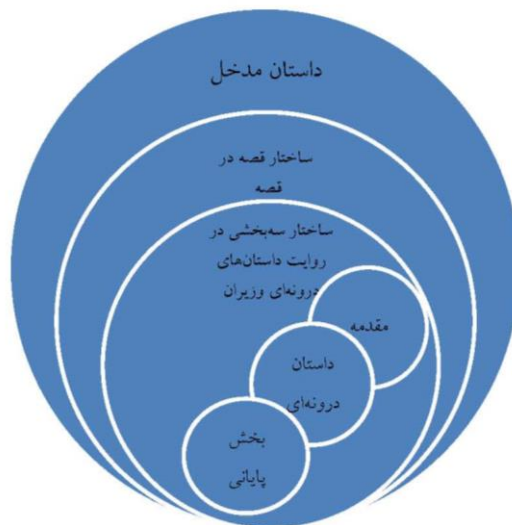 داستان مدخل
ساختار قصه در
قصه
ساختار سه‌بخشی در
روایت داستان‌های
درونه‌ای وزیران
مقدمه
داستان
درونه‌ای
بخش
پایانی